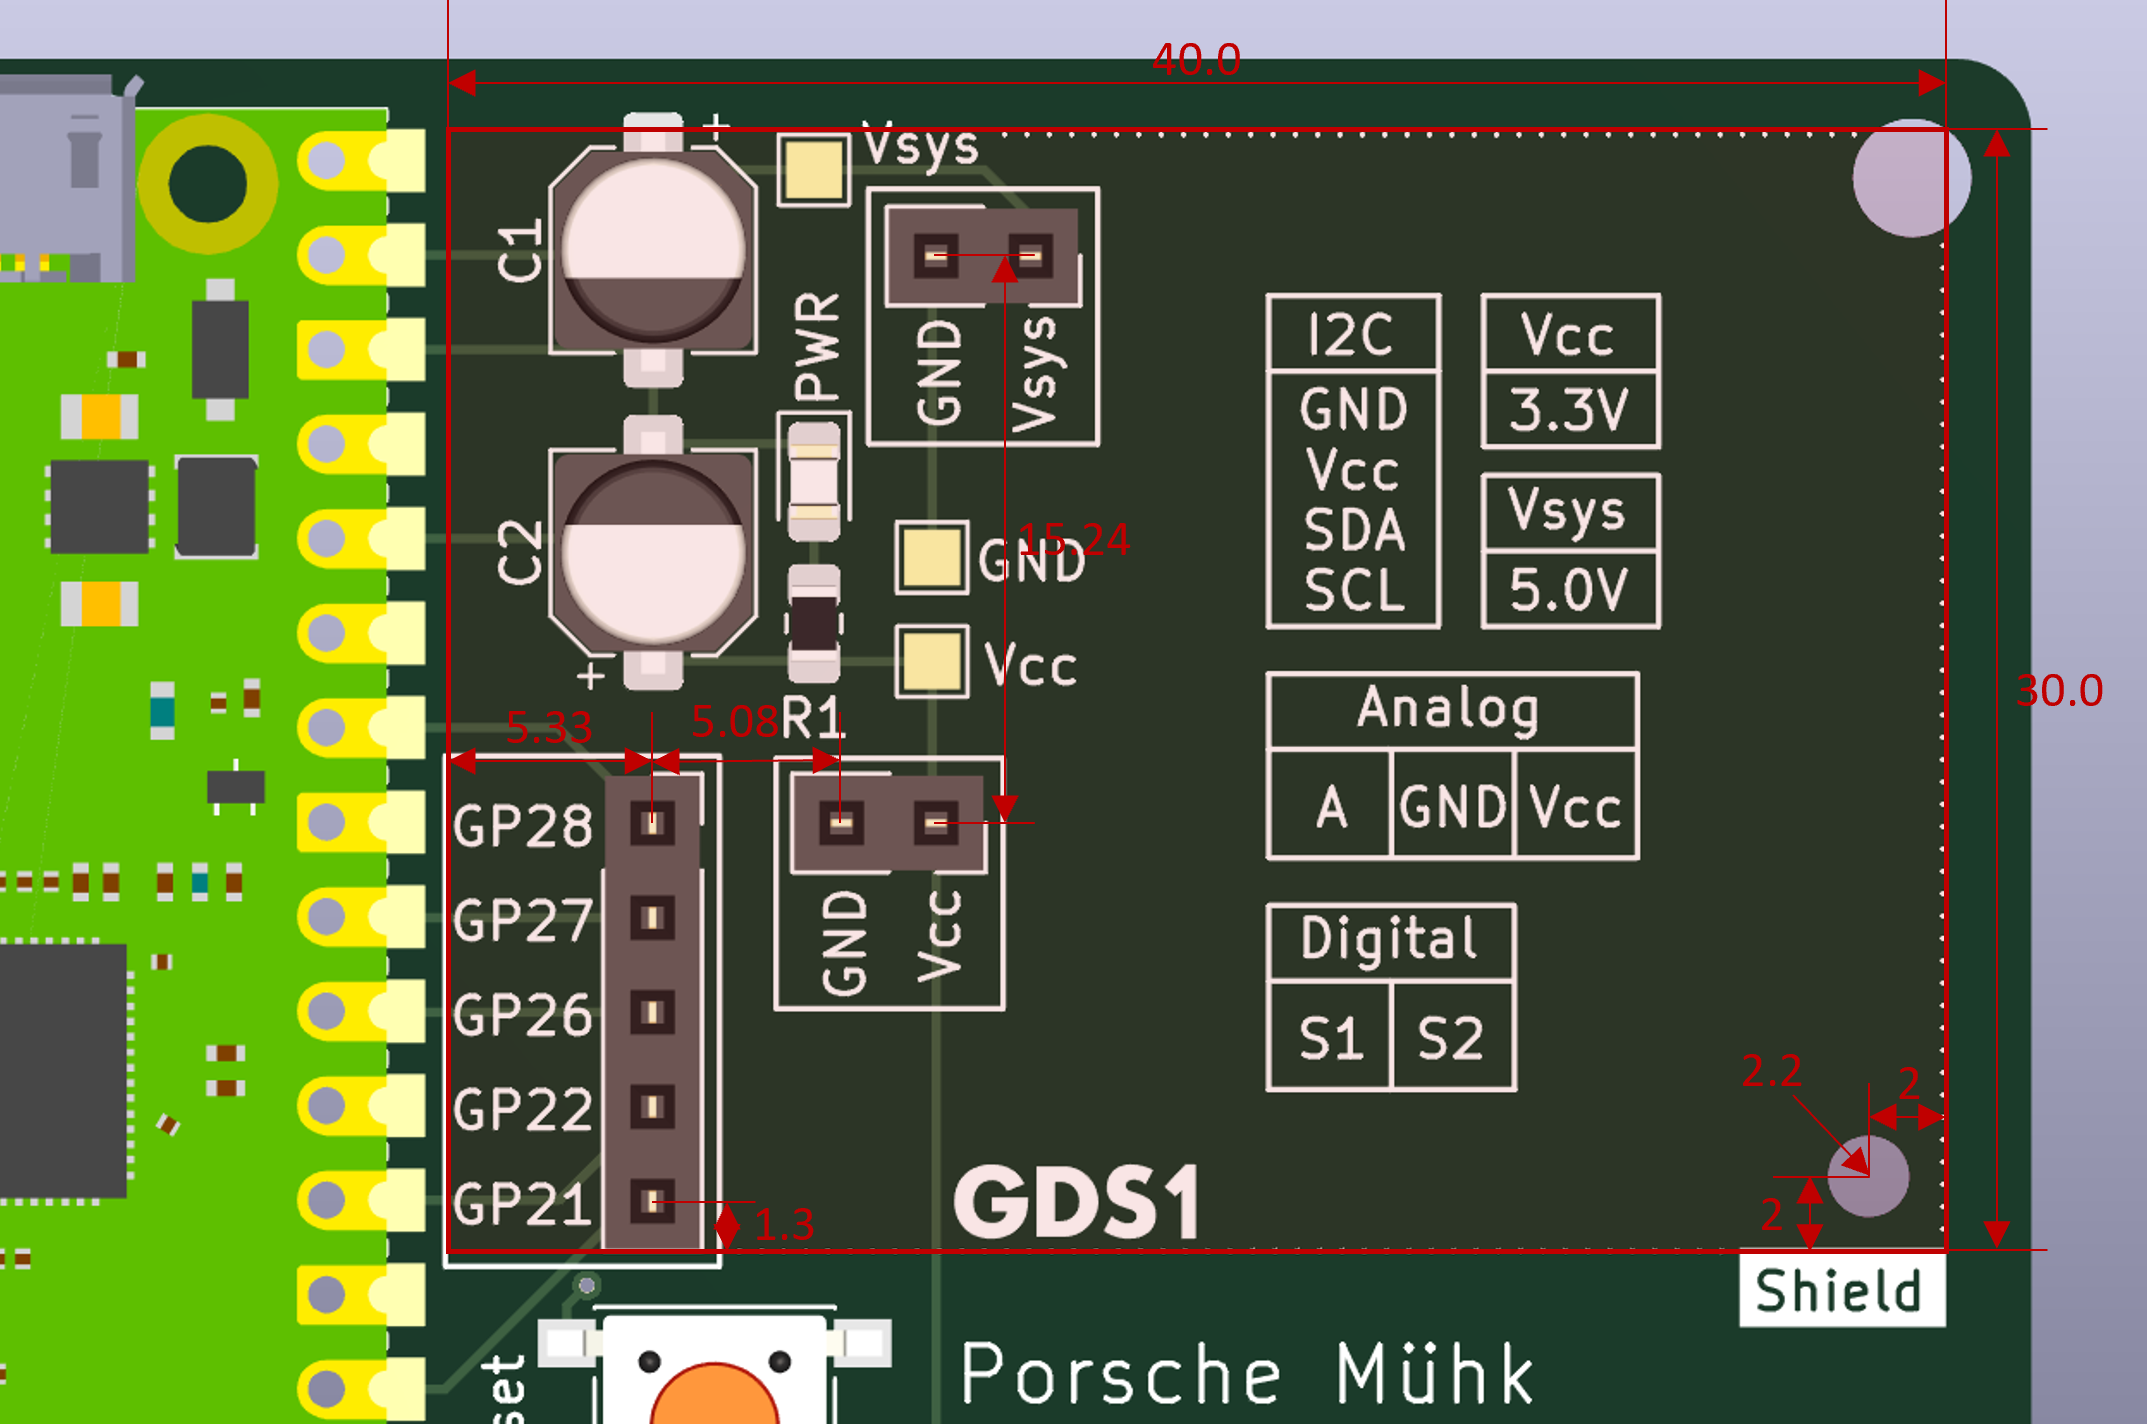 40.0
+
Vsys
C1
PWR
GND
Vsys
I2C
GND
Vcc
SDA
SCL
Vcc
3.3V
Vsys
5.0V
C2
+
15.24
GND
Vcc
R1
5.33
5.08
30.0
Analog
A GND Vcc
GP28
GP27
GP26
GP22
GP21
GND
Vcc
Digital
S1 S2
2.2
2
2
1.3
GDS1
Shield
Porsche Mühk